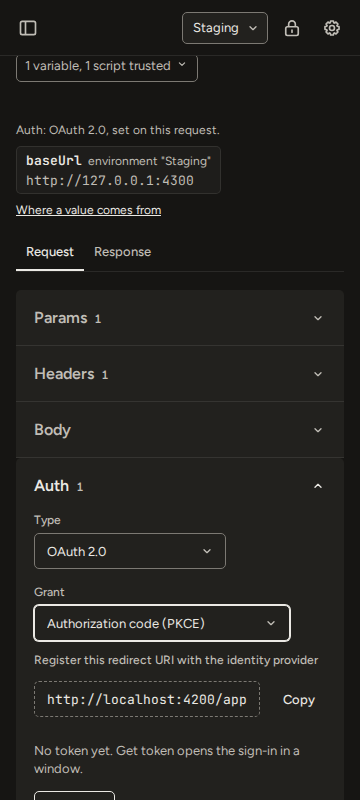 Staging
1 variable, 1 script trusted
Auth: OAuth 2.0, set on this request.
baseUrl environment "Staging"
http://127.0.0.1:4300
Where a value comes from
Request Response
Params 1
Headers 1
Body
Auth 1
Type
OAuth 2.0
Grant
Authorization code (PKCE)
Register this redirect URI with the identity provider
http://localhost:4200/app Copy
No token yet. Get token opens the sign-in in a
window.